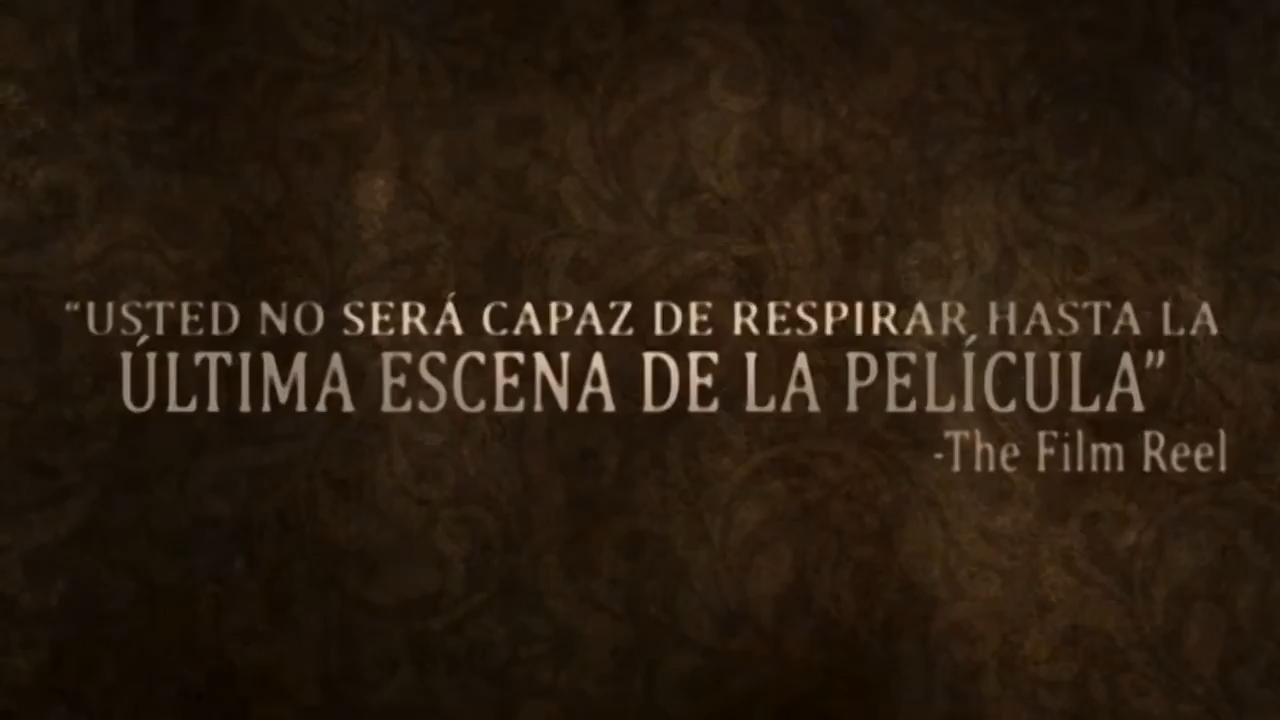 “USTED NO SERÁ CAPAZ DE RESPIRAR HASTA LA
ÚLTIMA ESCENA DE LA PELÍCULA”
-The Film Reel